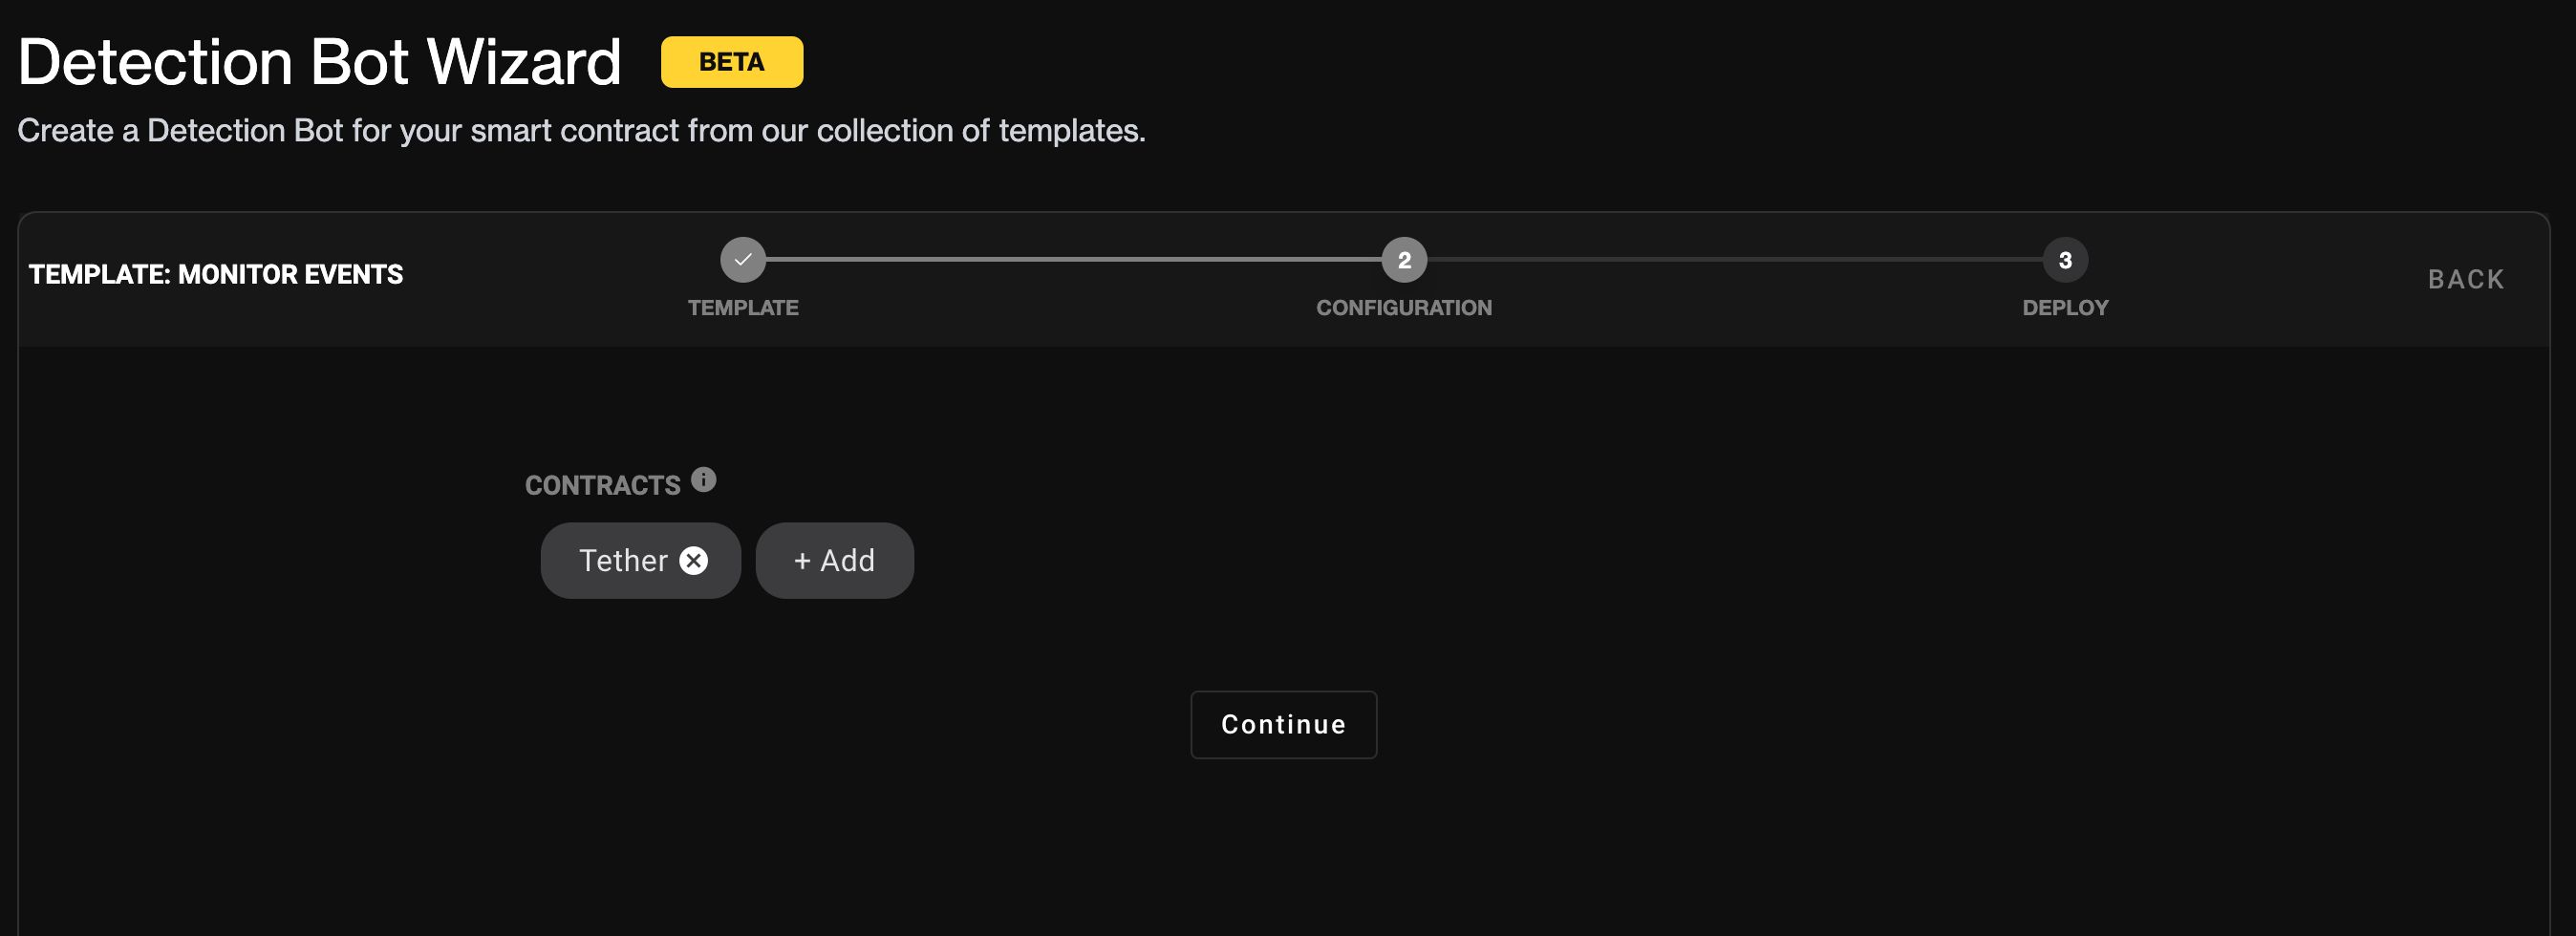 Detection Bot Wizard BETA
Create a Detection Bot for your smart contract from our collection of templates.
TEMPLATE: MONITOR EVENTS
2
3
TEMPLATE
CONFIGURATION
DEPLOY
BACK
CONTRACTS i
Tether
+ Add
Continue